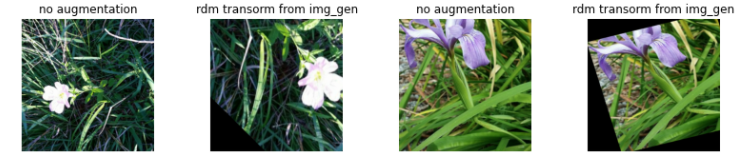 no augmentation
rdm transorm from img_gen
no augmentation
rdm transorm from img_gen